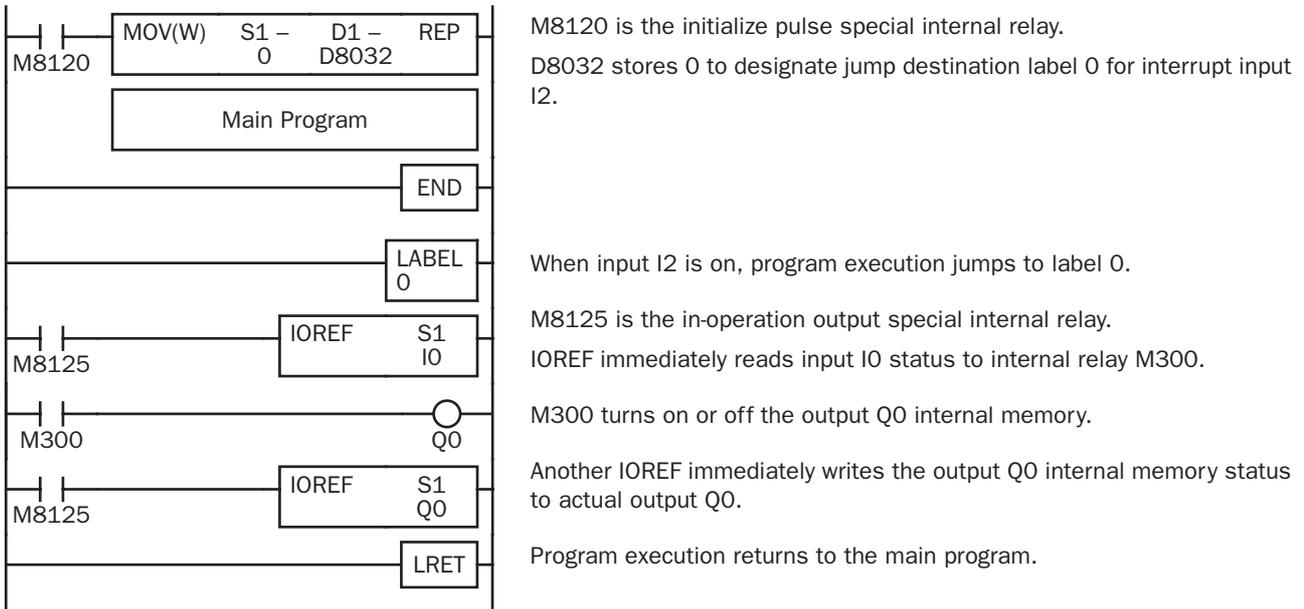 MOV(W) S1 – D1 – REP
0 D8032
M8120
M8120 is the initialize pulse special internal relay.
D8032 stores 0 to designate jump destination label 0 for interrupt input
I2.
Main Program
END
LABEL
0
When input I2 is on, program execution jumps to label 0.
M8125 is the in-operation output special internal relay.
IOREF S1
I0
M8125
IOREF immediately reads input I0 status to internal relay M300.
M300 turns on or off the output Q0 internal memory.
M300 Q0
Another IOREF immediately writes the output Q0 internal memory status
to actual output Q0.
IOREF S1
Q0
M8125
LRET
Program execution returns to the main program.